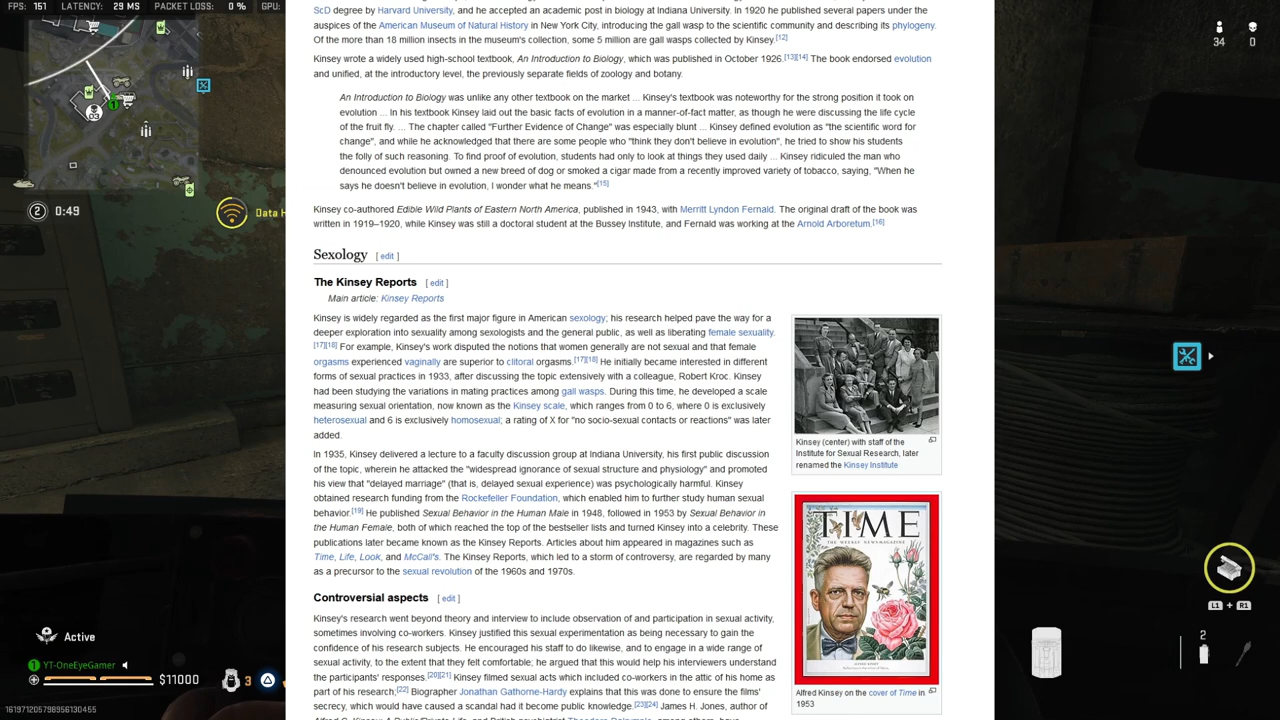 FPS: 151 LATENCY: 29 MS PACKET LOSS: 0 % GPU:
34 0
2 0:49
Data H
ScD degree by Harvard University, and he accepted an academic post in biology at Indiana University. In 1920 he published several papers under the
auspices of the American Museum of Natural History in New York City, introducing the gall wasp to the scientific community and describing its phylogeny.
Of the more than 18 million insects in the museum's collection, some 5 million are gall wasps collected by Kinsey.[12]
Kinsey wrote a widely used high-school textbook, An Introduction to Biology, which was published in October 1926.[13][14] The book endorsed evolution
and unified, at the introductory level, the previously separate fields of zoology and botany.
An Introduction to Biology was unlike any other textbook on the market ... Kinsey's textbook was noteworthy for the strong position it took on
evolution ... In his textbook Kinsey laid out the basic facts of evolution in a manner-of-fact matter, as though he were discussing the life cycle
of the fruit fly. ... The chapter called "Further Evidence of Change" was especially blunt ... Kinsey defined evolution as "the scientific word for
change", and while he acknowledged that there are some people who "think they don't believe in evolution", he tried to show his students
the folly of such reasoning. To find proof of evolution, students had only to look at things they used daily ... Kinsey ridiculed the man who
denounced evolution but owned a new breed of dog or smoked a cigar made from a recently improved variety of tobacco, saying, "When he
says he doesn't believe in evolution, I wonder what he means."[15]
Kinsey co-authored Edible Wild Plants of Eastern North America, published in 1943, with Merritt Lyndon Fernald. The original draft of the book was
written in 1919–1920, while Kinsey was still a doctoral student at the Bussey Institute, and Fernald was working at the Arnold Arboretum.[16]
Sexology [ edit ]
The Kinsey Reports [ edit ]
Main article: Kinsey Reports
Kinsey is widely regarded as the first major figure in American sexology; his research helped pave the way for a
deeper exploration into sexuality among sexologists and the general public, as well as liberating female sexuality.
[17][18] For example, Kinsey's work disputed the notions that women generally are not sexual and that female
orgasms experienced vaginally are superior to clitoral orgasms.[17][18] He initially became interested in different
forms of sexual practices in 1933, after discussing the topic extensively with a colleague, Robert Kroc. Kinsey
had been studying the variations in mating practices among gall wasps. During this time, he developed a scale
measuring sexual orientation, now known as the Kinsey scale, which ranges from 0 to 6, where 0 is exclusively
heterosexual and 6 is exclusively homosexual; a rating of X for "no socio-sexual contacts or reactions" was later
added.
In 1935, Kinsey delivered a lecture to a faculty discussion group at Indiana University, his first public discussion
of the topic, wherein he attacked the "widespread ignorance of sexual structure and physiology" and promoted
his view that "delayed marriage" (that is, delayed sexual experience) was psychologically harmful. Kinsey
obtained research funding from the Rockefeller Foundation, which enabled him to further study human sexual
behavior.[19] He published Sexual Behavior in the Human Male in 1948, followed in 1953 by Sexual Behavior in
the Human Female, both of which reached the top of the bestseller lists and turned Kinsey into a celebrity. These
publications later became known as the Kinsey Reports. Articles about him appeared in magazines such as
Time, Life, Look, and McCall's. The Kinsey Reports, which led to a storm of controversy, are regarded by many
as a precursor to the sexual revolution of the 1960s and 1970s.
Kinsey (center) with staff of the
Institute for Sexual Research, later
renamed the Kinsey Institute
TIME
THE WEEKLY NEWSMAGAZINE
Alfred Kinsey on the cover of Time in
1953
Controversial aspects [ edit ]
Kinsey's research went beyond theory and interview to include observation of and participation in sexual activity,
sometimes involving co-workers. Kinsey justified this sexual experimentation as being necessary to gain the
confidence of his research subjects. He encouraged his staff to do likewise, and to engage in a wide range of
sexual activity, to the extent that they felt comfortable; he argued that this would help his interviewers understand
the participants' responses.[20][21] Kinsey filmed sexual acts which included co-workers in the attic of his home as
part of his research;[22] Biographer Jonathan Gathorne-Hardy explains that this was done to ensure the films'
secrecy, which would have caused a scandal had it become public knowledge.[23][24] James H. Jones, author of
Alfred C. Kinsey: A Public/Private Life, and British psychiatrist Theodore Dalrymple, among others, have
Active
1 YT-OneEyeGamer
$11000
3
L1 + R1
2
16197120579895613045​5